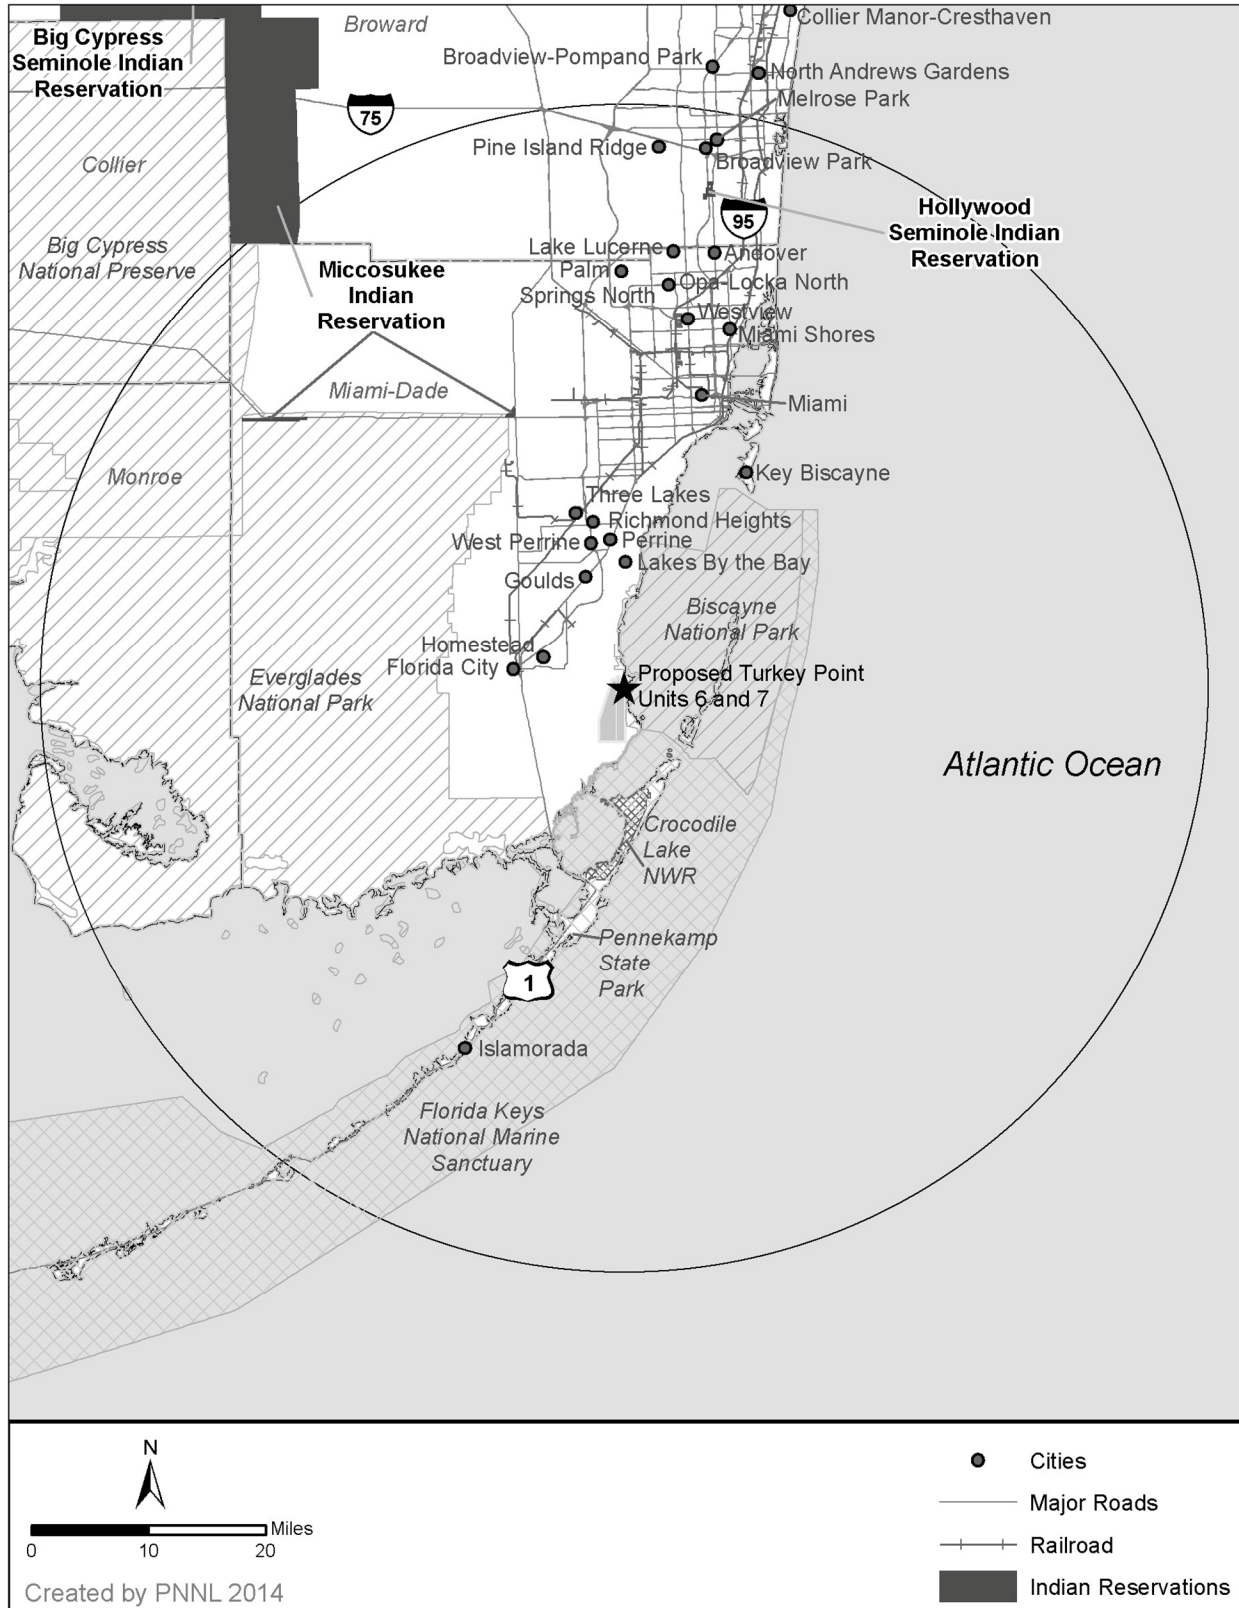 Collier Manor-Cresthaven
Broward
Big Cypress
Seminole Indian
Reservation
Broadview-Pompano Park
North Andrews Gardens
Melrose Park
75
Pine Island Ridge
Broadview Park
Collier
95
Hollywood
Seminole Indian
Reservation
Big Cypress
National Preserve
Lake Lucerne
Andover
Miccosukee
Indian
Reservation
Palm
Springs North
Opa-Locka North
Westview
Miami Shores
Miami-Dade
Miami
Monroe
Key Biscayne
Three Lakes
Richmond Heights
West Perrine
Perrine
Lakes By the Bay
Goulds
Biscayne
National Park
Homestead
Florida City
Everglades
National Park
Proposed Turkey Point
Units 6 and 7
Atlantic Ocean
Crocodile
Lake
NWR
Pennekamp
State
Park
1
Islamorada
Florida Keys
National Marine
Sanctuary
N
Miles
0 10 20
Created by PNNL 2014
Cities
Major Roads
Railroad
Indian Reservations